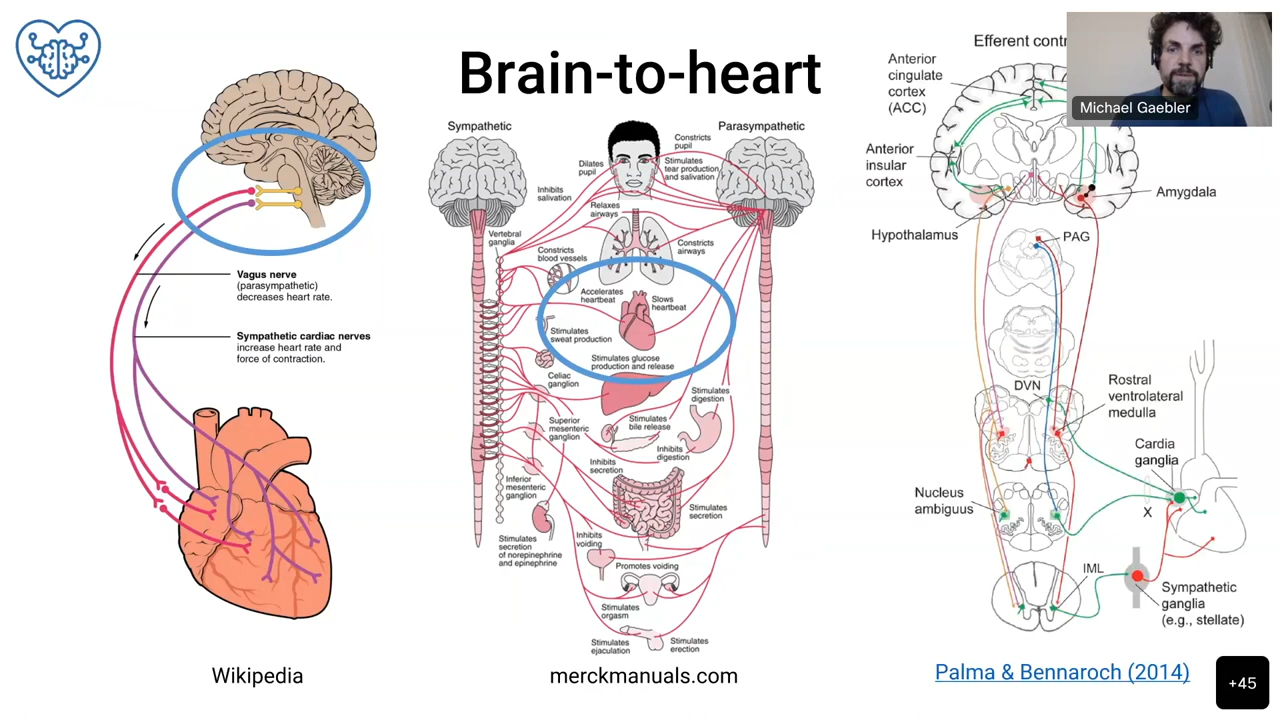 Brain-to-heart
Vagus nerve
(parasympathetic)
decreases heart rate.
Sympathetic cardiac nerves
increase heart rate and
force of contraction.
Wikipedia
Sympathetic
Parasympathetic
Constricts
pupil
Dilates
pupil
Stimulates
tear production
and salivation
Inhibits
salivation
Relaxes
airways
Vertebral
ganglia
Constricts
airways
Constricts
blood vessels
Accelerates
heartbeat
Slows
heartbeat
Stimulates
sweat production
Stimulates glucose
production and release
Celiac
ganglion
Stimulates
digestion
Superior
mesenteric
ganglion
Stimulates
bile release
Inhibits
digestion
Inhibits
secretion
Inferior
mesenteric
ganglion
Stimulates
secretion
Stimulates
secretion
of norepinephrine
and epinephrine
Inhibits
voiding
Promotes voiding
Stimulates
orgasm
Stimulates
ejaculation
Stimulates
erection
merckmanuals.com
Efferent
Anterior
cingulate
cortex
(ACC)
Michael Gaebler
Anterior
insular
cortex
Amygdala
Hypothalamus
PAG
DVN
Rostral
ventrolateral
medulla
Cardia
ganglia
Nucleus
ambiguus
X
IML
Sympathetic
ganglia
(e.g., stellate)
Palma & Bennaroch (2014)
+45